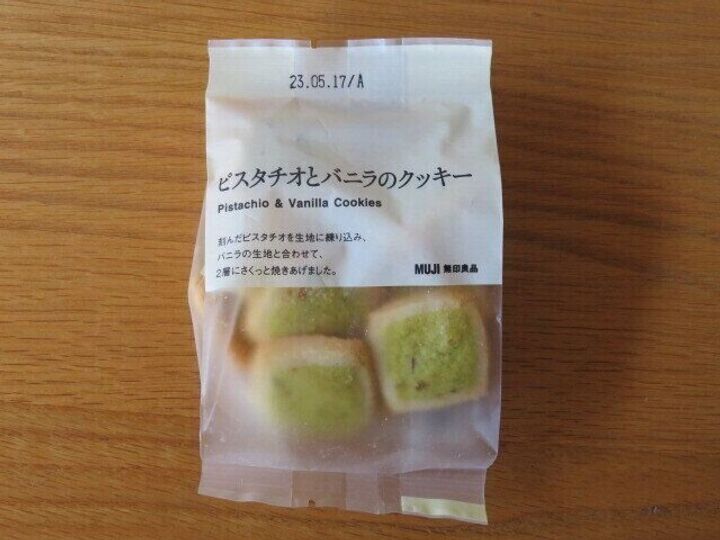 23.05.17/A
ピスタチオとバニラのクッキー
Pistachio & Vanilla Cookies
刻んだピスタチオを生地に練り込み、
バニラの生地と合わせて、
2層にさくっと焼きあげました。
MUJI 無印良品